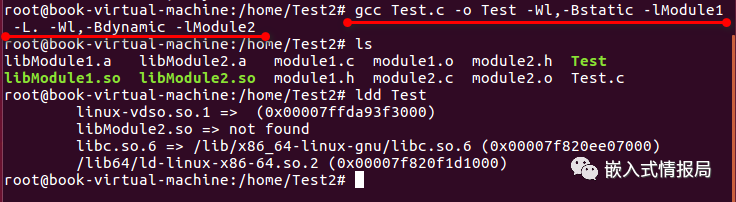 root@book-virtual-machine:/home/Test2# gcc Test.c -o Test -Wl,-Bstatic -lModule1
-L. -Wl,-Bdynamic -lModule2
root@book-virtual-machine:/home/Test2# ls
libModule1.a libModule2.a module1.c module1.o module2.h Test
libModule1.so libModule2.so module1.h module2.c module2.o Test.c
root@book-virtual-machine:/home/Test2# ldd Test
linux-vdso.so.1 => (0x00007ffda93f3000)
libModule2.so => not found
libc.so.6 => /lib/x86_64-linux-gnu/libc.so.6 (0x00007f820ee07000)
/lib64/ld-linux-x86-64.so.2 (0x00007f820f1d1000)
root@book-virtual-machine:/home/Test2#
嵌入式情报局